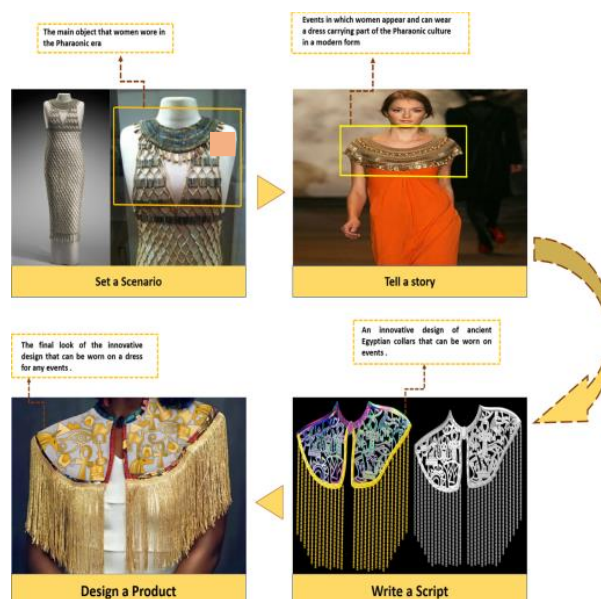 The main object that women wore in
the Pharaonic era
Events in which women appear and can wear
a dress carrying part of the Pharaonic culture
in a modern form
Set a Scenario
Tell a story
The final look of the innovative
design that can be worn on a dress
for any events .
An innovative design of ancient
Egyptian collars that can be worn on
events .
Design a Product
Write a Script